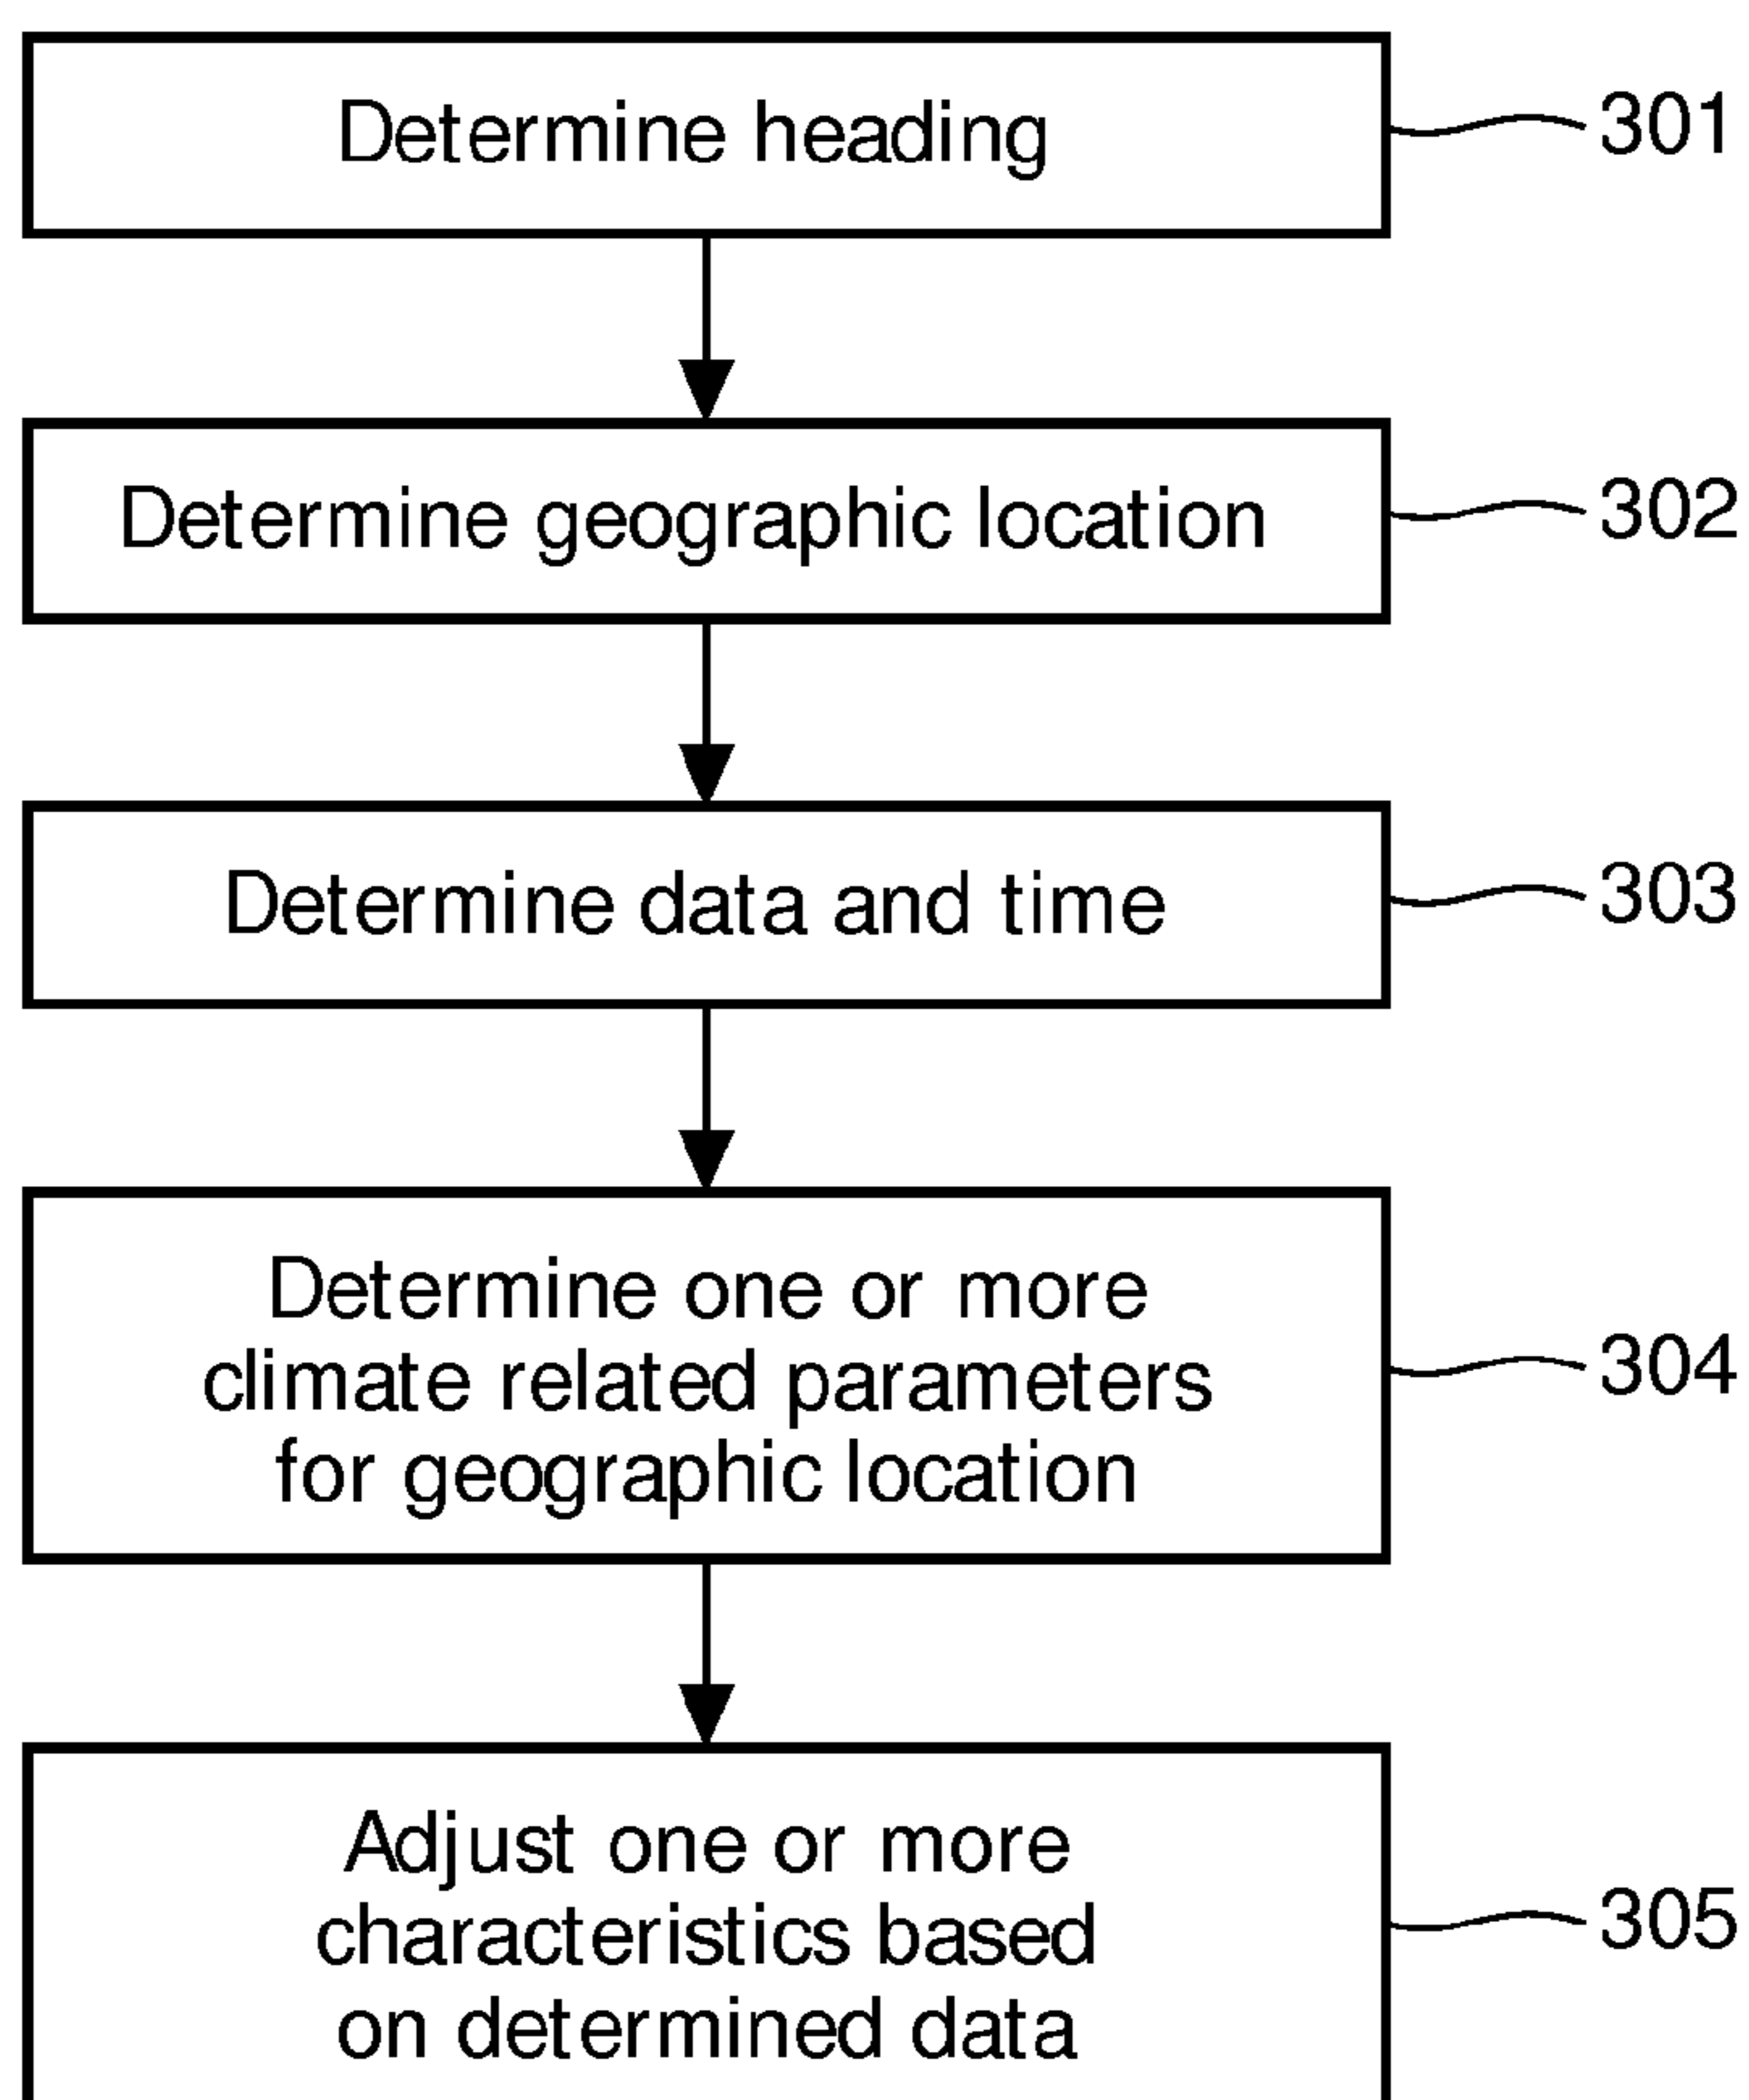 Determine heading
301
Determine geographic location
302
Determine data and time
303
Determine one or more
climate related parameters
for geographic location
304
Adjust one or more
characteristics based
on determined data
305